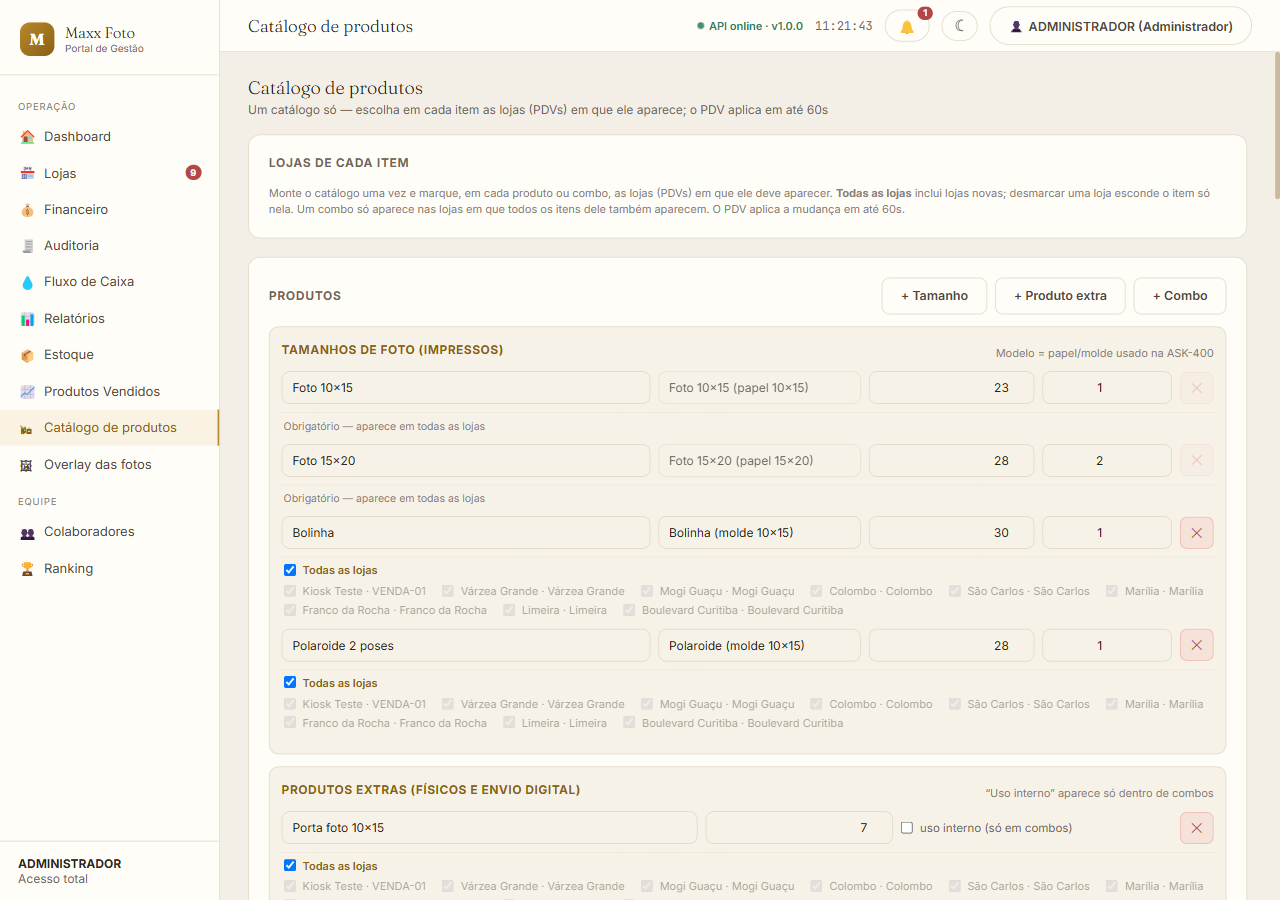 M
Maxx Foto
Portal de Gestão
OPERAÇÃO
Dashboard
Lojas
9
Financeiro
Auditoria
Fluxo de Caixa
Relatórios
Estoque
Produtos Vendidos
Catálogo de produtos
Overlay das fotos
EQUIPE
Colaboradores
Ranking
ADMINISTRADOR
Acesso total
Catálogo de produtos
API online · v1.0.0
11:21:43
1
ADMINISTRADOR (Administrador)
Catálogo de produtos
Um catálogo só — escolha em cada item as lojas (PDVs) em que ele aparece; o PDV aplica em até 60s
LOJAS DE CADA ITEM
Monte o catálogo uma vez e marque, em cada produto ou combo, as lojas (PDVs) em que ele deve aparecer. Todas as lojas inclui lojas novas; desmarcar uma loja esconde o item só
nela. Um combo só aparece nas lojas em que todos os itens dele também aparecem. O PDV aplica a mudança em até 60s.
PRODUTOS
+ Tamanho
+ Produto extra
+ Combo
TAMANHOS DE FOTO (IMPRESSOS)
Modelo = papel/molde usado na ASK-400
Foto 10×15
Foto 10×15 (papel 10×15)
23
1
Obrigatório — aparece em todas as lojas
Foto 15×20
Foto 15×20 (papel 15×20)
28
2
Obrigatório — aparece em todas as lojas
Bolinha
Bolinha (molde 10×15)
30
1
Todas as lojas
Kiosk Teste · VENDA-01 Várzea Grande · Várzea Grande Mogi Guaçu · Mogi Guaçu Colombo · Colombo São Carlos · São Carlos Marília · Marília
Franco da Rocha · Franco da Rocha Limeira · Limeira Boulevard Curitiba · Boulevard Curitiba
Polaroide 2 poses
Polaroide (molde 10×15)
28
1
Todas as lojas
Kiosk Teste · VENDA-01 Várzea Grande · Várzea Grande Mogi Guaçu · Mogi Guaçu Colombo · Colombo São Carlos · São Carlos Marília · Marília
Franco da Rocha · Franco da Rocha Limeira · Limeira Boulevard Curitiba · Boulevard Curitiba
PRODUTOS EXTRAS (FÍSICOS E ENVIO DIGITAL)
“Uso interno” aparece só dentro de combos
Porta foto 10×15
7
uso interno (só em combos)
Todas as lojas
Kiosk Teste · VENDA-01 Várzea Grande · Várzea Grande Mogi Guaçu · Mogi Guaçu Colombo · Colombo São Carlos · São Carlos Marília · Marília